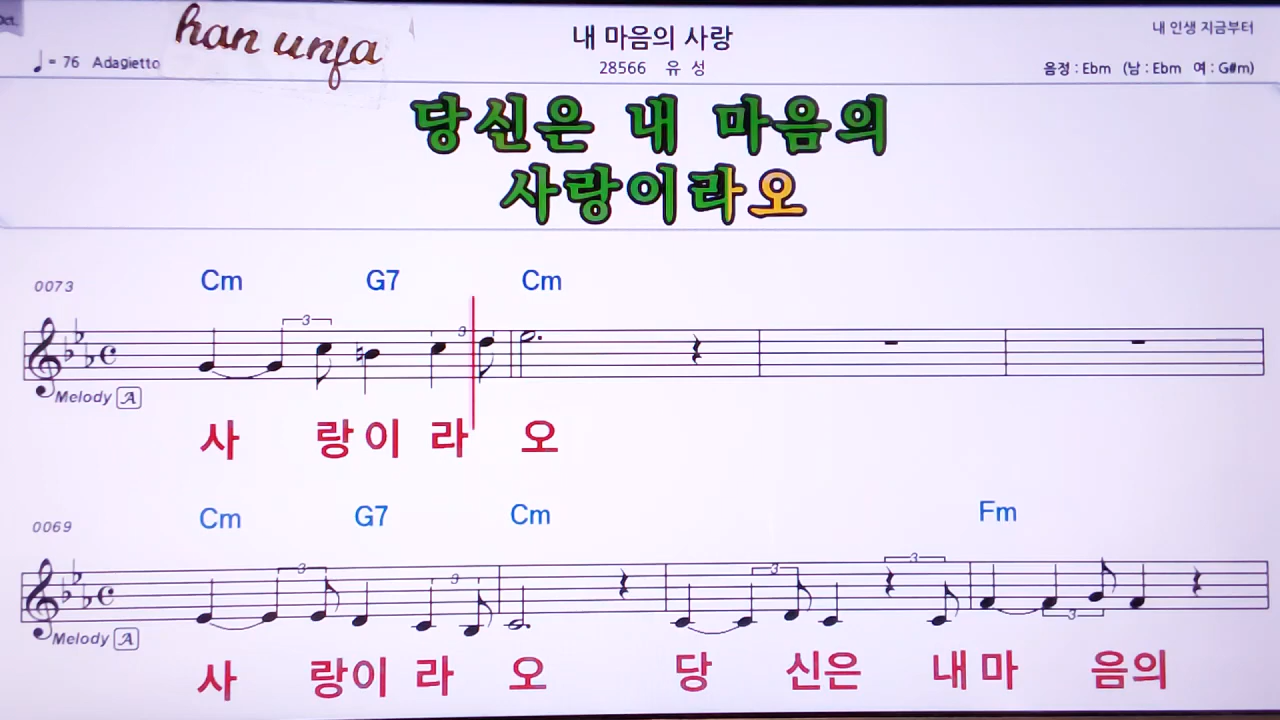 Oct.
han unja
내 마음의 사랑
내 인생 지금부터
♩= 76 Adagietto
28566 유 성
음정 : Ebm (남 : Ebm 여 : G#m)
당신은 내 마음의
사랑이라오
Cm G7 Cm
0073
3
Melody A
사 랑이 라 오
Cm G7 Cm Fm
0069
3 3 3
3
Melody A
사 랑이 라 오 당 신은 내 마 음의